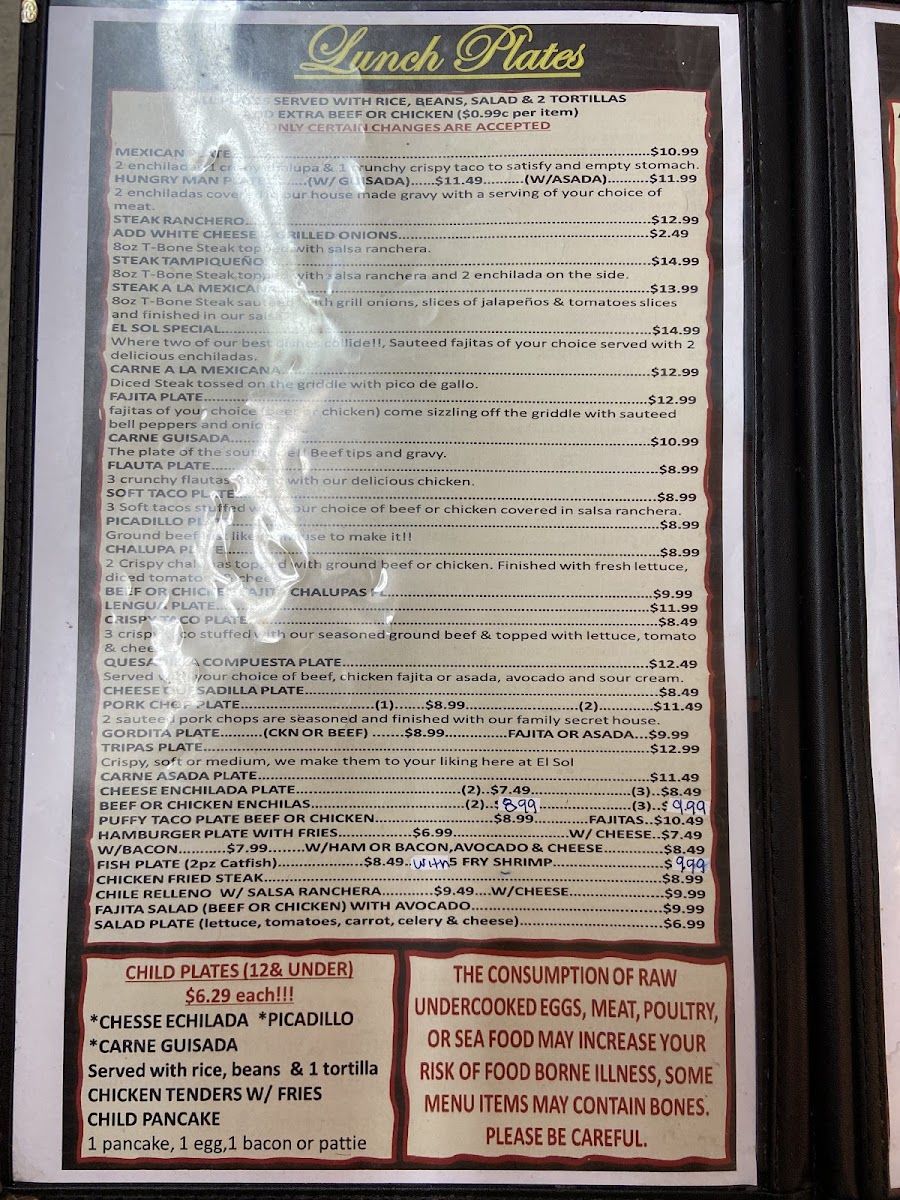 Lunch Plates
SERVED WITH RICE, BEANS, SALAD & 2 TORTILLAS
EXTRA BEEF OR CHICKEN ($0.99c per item)
ONLY CERTAIN CHANGES ARE ACCEPTED
MEXICAN PLATE...$10.99
2 enchiladas, 1 crispy chalupa & 1 crunchy crispy taco to satisfy and empty stomach.
HUNGRY MAN PLATE...(W/ GUISADA)...$11.49...(W/ASADA)...$11.99
2 enchiladas covered our house made gravy with a serving of your choice of
meat.
STEAK RANCHERO...$12.99
ADD WHITE CHEESE GRILLED ONIONS...$2.49
8oz T-Bone Steak topped with salsa ranchera.
STEAK TAMPIQUEÑO...$14.99
8oz T-Bone Steak topped with salsa ranchera and 2 enchilada on the side.
STEAK A LA MEXICANA...$13.99
8oz T-Bone Steak sauteed with grill onions, slices of jalapeños & tomatoes slices
and finished in our salsa
EL SOL SPECIAL...$14.99
Where two of our best dishes collide!!, Sauteed fajitas of your choice served with 2
delicious enchiladas.
CARNE A LA MEXICANA...$12.99
Diced Steak tossed on the griddle with pico de gallo.
FAJITA PLATE...$12.99
fajitas of your choice (beef or chicken) come sizzling off the griddle with sauteed
bell peppers and onions.
CARNE GUISADA...$10.99
The plate of the south Beef tips and gravy.
FLAUTA PLATE...$8.99
3 crunchy flautas with our delicious chicken.
SOFT TACO PLATE...$8.99
3 Soft tacos stuffed your choice of beef or chicken covered in salsa ranchera.
PICADILLO PLATE...$8.99
Ground beef use to make it!!
CHALUPA PLATE...$8.99
2 Crispy chalupas topped with ground beef or chicken. Finished with fresh lettuce,
diced tomato cheese
BEEF OR CHICKEN FAJITA CHALUPAS...$9.99
LENGUA PLATE...$11.99
CRISPY TACO PLATE...$8.49
3 crispy taco stuffed with our seasoned ground beef & topped with lettuce, tomato
& cheese
QUESADILLA COMPUESTA PLATE...$12.49
Served your choice of beef, chicken fajita or asada, avocado and sour cream.
CHEESE QUESADILLA PLATE...$8.49
PORK CHOP PLATE...(1)...$8.99...(2)...$11.49
2 sauteed pork chops are seasoned and finished with our family secret house.
GORDITA PLATE...(CKN OR BEEF) ...$8.99...FAJITA OR ASADA...$9.99
TRIPAS PLATE...$12.99
Crispy, soft or medium, we make them to your liking here at El Sol
CARNE ASADA PLATE...$11.49
CHEESE ENCHILADA PLATE...(2)..$7.49...(3)..$8.49
BEEF OR CHICKEN ENCHILAS...(2)..$8.99...(3)..$9.99
PUFFY TACO PLATE BEEF OR CHICKEN...$8.99...FAJITAS..$10.49
HAMBURGER PLATE WITH FRIES...$6.99...W/ CHEESE..$7.49
W/BACON...$7.99...W/HAM OR BACON,AVOCADO & CHEESE...$8.49
FISH PLATE (2pz Catfish)...$8.49..with 5 FRY SHRIMP...$9.99
CHICKEN FRIED STEAK...$8.99
CHILE RELLENO W/ SALSA RANCHERA...$9.49....W/CHEESE...$9.99
FAJITA SALAD (BEEF OR CHICKEN) WITH AVOCADO...$9.99
SALAD PLATE (lettuce, tomatoes, carrot, celery & cheese)...$6.99
CHILD PLATES (12& UNDER)
$6.29 each!!!
*CHESSE ECHILADA *PICADILLO
*CARNE GUISADA
Served with rice, beans & 1 tortilla
CHICKEN TENDERS W/ FRIES
CHILD PANCAKE
1 pancake, 1 egg,1 bacon or pattie
THE CONSUMPTION OF RAW
UNDERCOOKED EGGS, MEAT, POULTRY,
OR SEA FOOD MAY INCREASE YOUR
RISK OF FOOD BORNE ILLNESS, SOME
MENU ITEMS MAY CONTAIN BONES.
PLEASE BE CAREFUL.